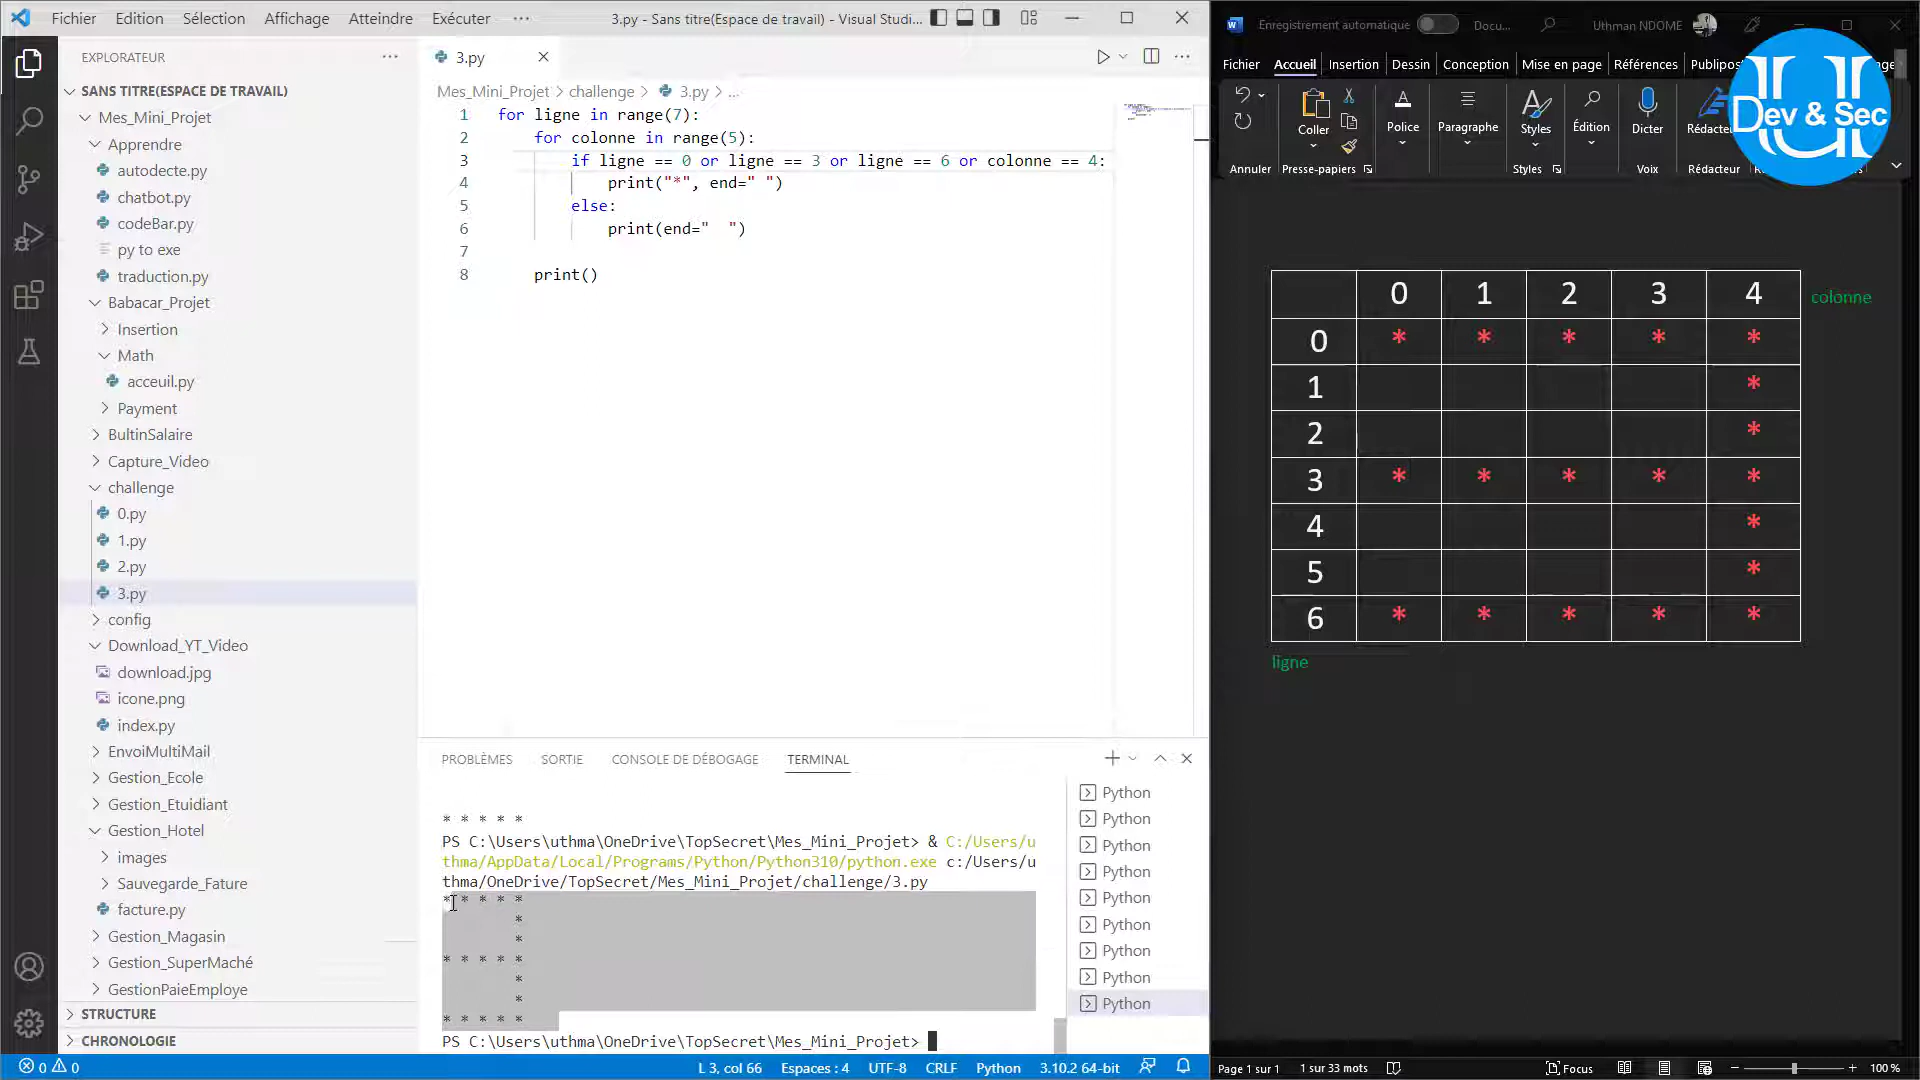 Fichier Edition Sélection Affichage Atteindre Exécuter ··· 3.py - Sans titre(Espace de travail) - Visual Studi...
EXPLORATEUR
SANS TITRE(ESPACE DE TRAVAIL)
Mes_Mini_Projet
Apprendre
autodecte.py
chatbot.py
codeBar.py
py to exe
traduction.py
Babacar_Projet
Insertion
Math
acceuil.py
Payment
BultinSalaire
Capture_Video
challenge
0.py
1.py
2.py
3.py
config
Download_YT_Video
download.jpg
icone.png
index.py
EnvoiMultiMail
Gestion_Ecole
Gestion_Etuidiant
Gestion_Hotel
images
Sauvegarde_Fature
facture.py
Gestion_Magasin
Gestion_SuperMaché
GestionPaieEmploye
STRUCTURE
CHRONOLOGIE
3.py
Mes_Mini_Projet > challenge > 3.py > ...
1 for ligne in range(7):
2 for colonne in range(5):
3 if ligne == 0 or ligne == 3 or ligne == 6 or colonne == 4:
4 print("*", end=" ")
5 else:
6 print(end="  ")
7
8 print()
PROBLÈMES SORTIE CONSOLE DE DÉBOGAGE TERMINAL
* * * * *
PS C:\Users\uthma\OneDrive\TopSecret\Mes_Mini_Projet> & C:/Users/u
thma/AppData/Local/Programs/Python/Python310/python.exe c:/Users/u
thma/OneDrive/TopSecret/Mes_Mini_Projet/challenge/3.py
* * * * *
*
*
* * * * *
*
*
* * * * *
PS C:\Users\uthma\OneDrive\TopSecret\Mes_Mini_Projet>
Python
Python
Python
Python
Python
Python
Python
Python
Python
0 0 L 3, col 66 Espaces : 4 UTF-8 CRLF Python 3.10.2 64-bit
Enregistrement automatique Docu... Uthman NDOME
Fichier Accueil Insertion Dessin Conception Mise en page Références Publipos
Coller Police Paragraphe Styles Édition Dicter Rédacteu
Annuler Presse-papiers Styles Voix Rédacteur
U
Dev & Sec
0 1 2 3 4 colonne
0 * * * * *
1 *
2 *
3 * * * * *
4 *
5 *
6 * * * * *
ligne
Page 1 sur 1 1 sur 33 mots Focus 100 %